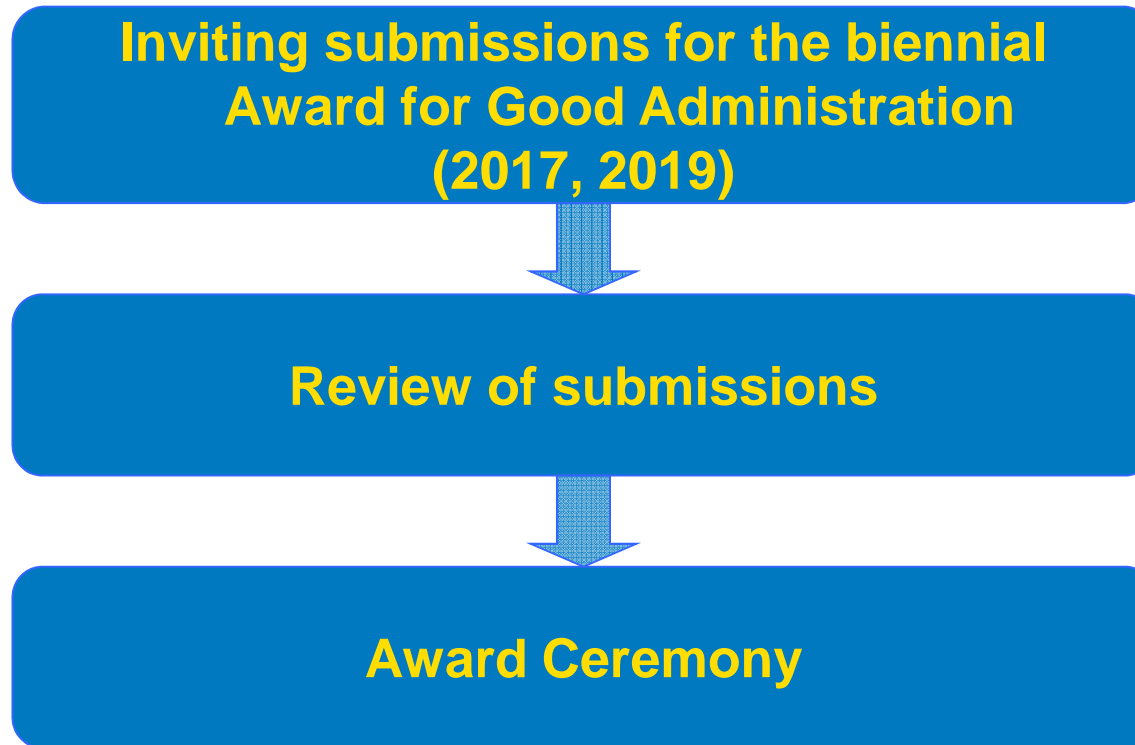 Inviting submissions for the biennial
Award for Good Administration
(2017, 2019)
Review of submissions
Award Ceremony